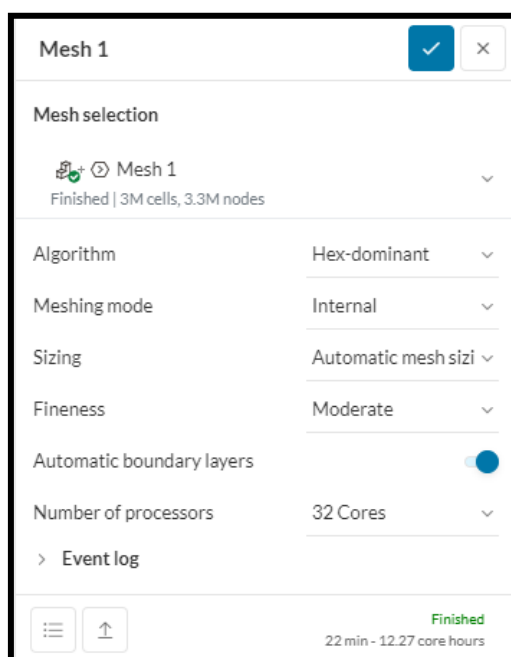 Mesh 1
Mesh selection
Mesh 1
Finished | 3M cells, 3.3M nodes
Algorithm Hex-dominant
Meshing mode Internal
Sizing Automatic mesh sizi
Fineness Moderate
Automatic boundary layers
Number of processors 32 Cores
Event log
Finished
22 min - 12.27 core hours